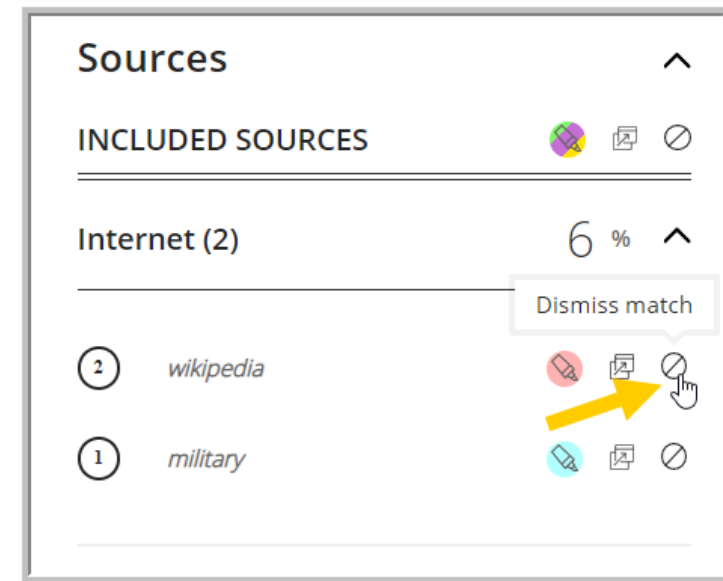 Sources
INCLUDED SOURCES
Internet (2) 6 %
Dismiss match
2 wikipedia
1 military